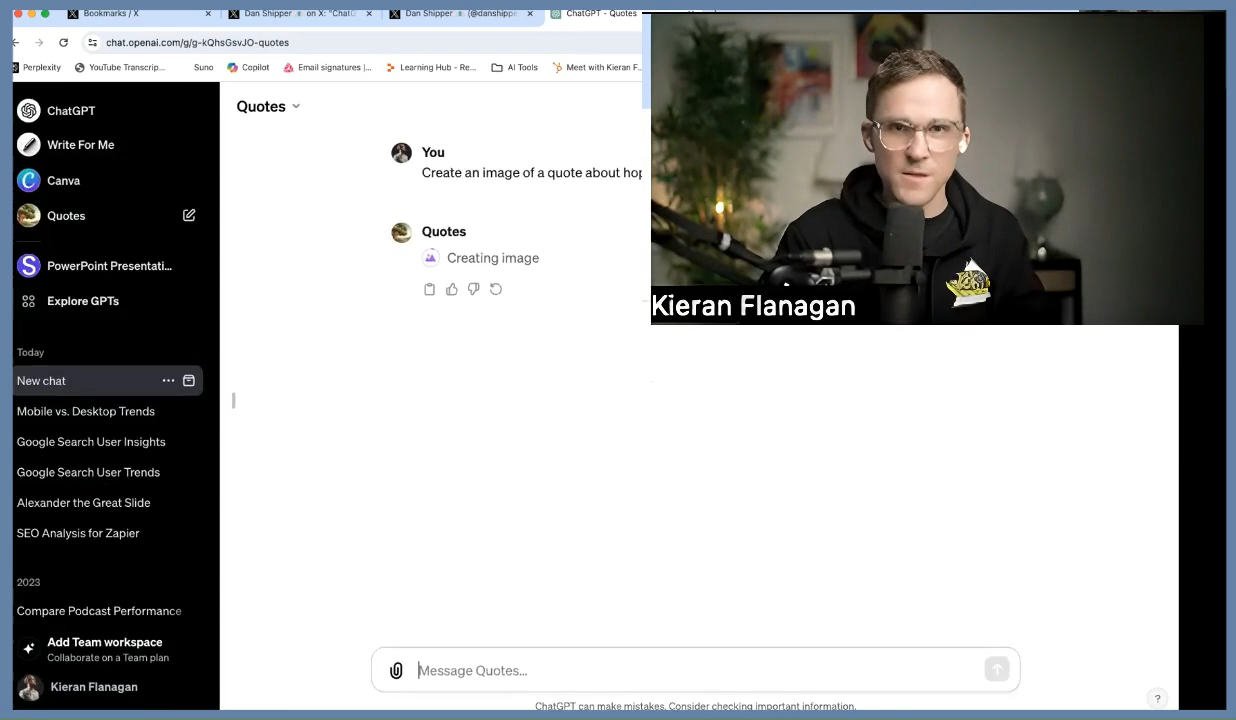 Bookmarks / X
Dan Shipper on X: "ChatG
Dan Shipper (@danshippe
ChatGPT - Quotes
chat.openai.com/g/g-kQhsGsvJO-quotes
Perplexity
YouTube Transcrip...
Suno
Copilot
Email signatures |...
Learning Hub - Re...
AI Tools
Meet with Kieran F...
ChatGPT
Write For Me
Canva
Quotes
PowerPoint Presentati...
Explore GPTs
Today
New chat
Mobile vs. Desktop Trends
Google Search User Insights
Google Search User Trends
Alexander the Great Slide
SEO Analysis for Zapier
2023
Compare Podcast Performance
Add Team workspace
Collaborate on a Team plan
Kieran Flanagan
Quotes
You
Create an image of a quote about hop
Quotes
Creating image
Kieran Flanagan
Message Quotes...
ChatGPT can make mistakes. Consider checking important information.
?